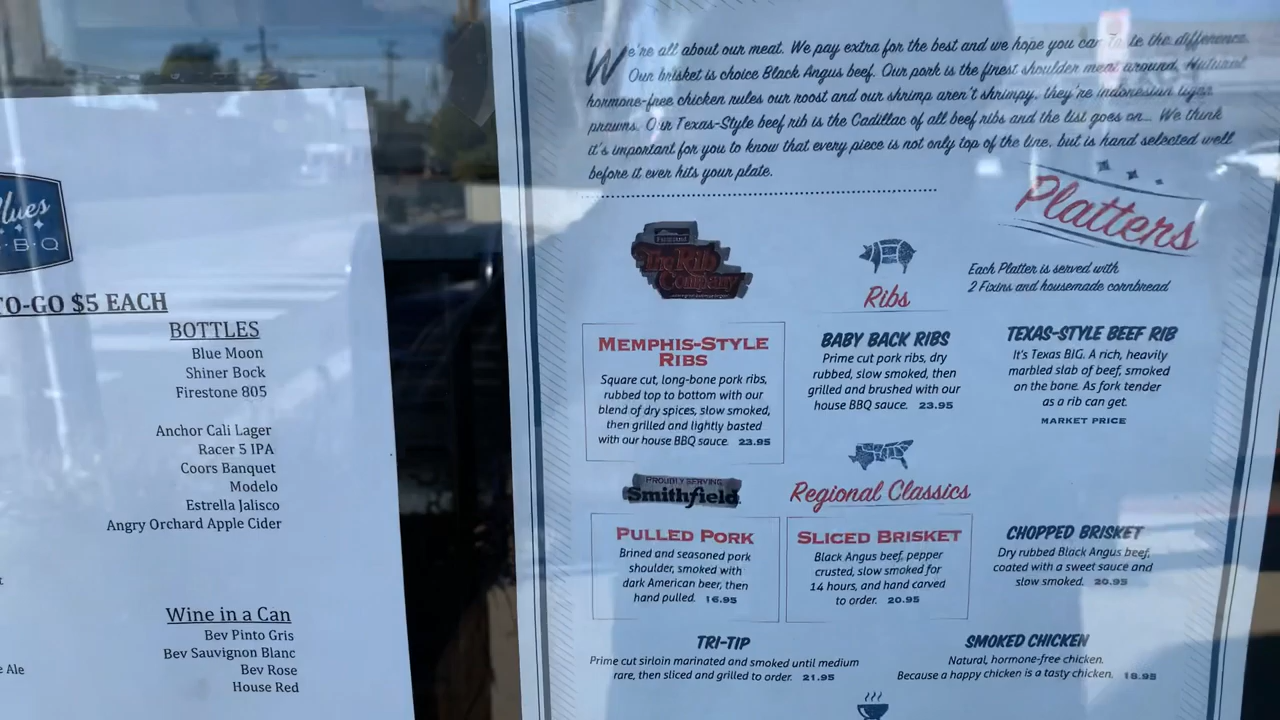 lues
B·Q
TO-GO $5 EACH
BOTTLES
Blue Moon
Shiner Bock
Firestone 805
Anchor Cali Lager
Racer 5 IPA
Coors Banquet
Modelo
Estrella Jalisco
Angry Orchard Apple Cider
Wine in a Can
Bev Pinto Gris
Bev Sauvignon Blanc
Bev Rose
House Red
Ale
We're all about our meat. We pay extra for the best and we hope you can taste the difference.
Our brisket is choice Black Angus beef. Our pork is the finest shoulder meat around. Natural
hormone-free chicken rules our roost and our shrimp aren't shrimpy, they're indonesian tiger
prawns. Our Texas-Style beef rib is the Cadillac of all beef ribs and the list goes on... We think
it's important for you to know that every piece is not only top of the line, but is hand selected well
before it ever hits your plate.
Platters
Each Platter is served with
2 Fixins and housemade cornbread
Farmland
The Rib
Company
Ribs
MEMPHIS-STYLE
RIBS
Square cut, long-bone pork ribs,
rubbed top to bottom with our
blend of dry spices, slow smoked,
then grilled and lightly basted
with our house BBQ sauce. 23.95
BABY BACK RIBS
Prime cut pork ribs, dry
rubbed, slow smoked, then
grilled and brushed with our
house BBQ sauce. 23.95
TEXAS-STYLE BEEF RIB
It's Texas BIG. A rich, heavily
marbled slab of beef, smoked
on the bone. As fork tender
as a rib can get.
MARKET PRICE
PROUDLY SERVING
Smithfield
Regional Classics
PULLED PORK
Brined and seasoned pork
shoulder, smoked with
dark American beer, then
hand pulled. 16.95
SLICED BRISKET
Black Angus beef, pepper
crusted, slow smoked for
14 hours, and hand carved
to order. 20.95
CHOPPED BRISKET
Dry rubbed Black Angus beef,
coated with a sweet sauce and
slow smoked. 20.95
TRI-TIP
Prime cut sirloin marinated and smoked until medium
rare, then sliced and grilled to order. 21.95
SMOKED CHICKEN
Natural, hormone-free chicken.
Because a happy chicken is a tasty chicken. 18.95